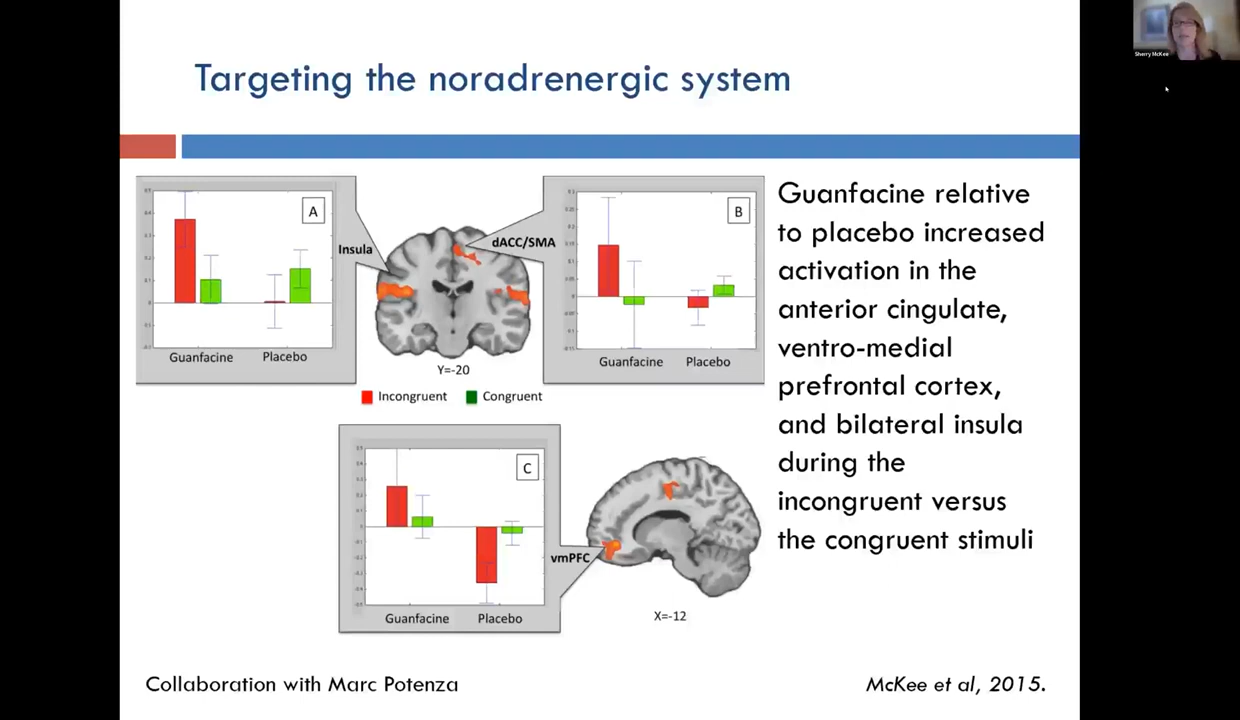 Targeting the noradrenergic system
Sherry McKee
A
Insula
Guanfacine
Placebo
dACC/SMA
B
Guanfacine
Placebo
Y=-20
Incongruent
Congruent
C
vmPFC
Guanfacine
Placebo
X=-12
Guanfacine relative
to placebo increased
activation in the
anterior cingulate,
ventro-medial
prefrontal cortex,
and bilateral insula
during the
incongruent versus
the congruent stimuli
Collaboration with Marc Potenza
McKee et al, 2015.